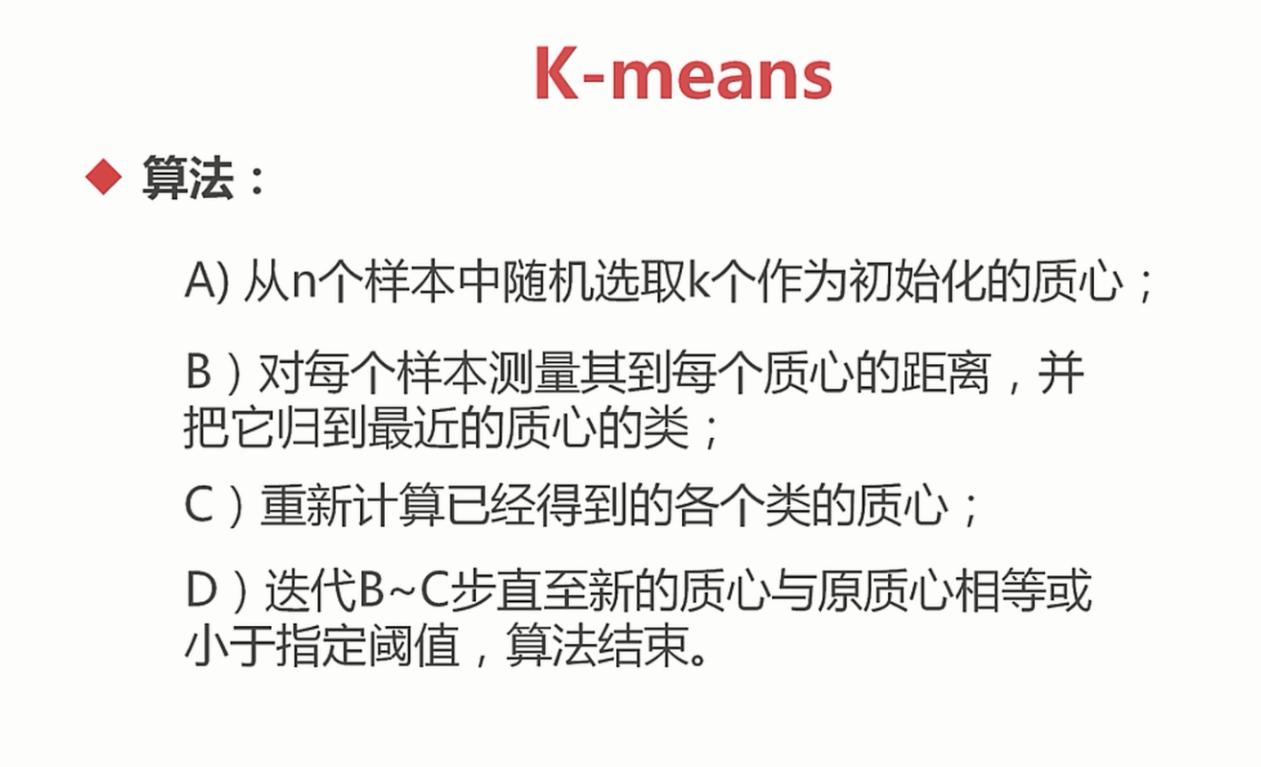 K-means
算法：
A) 从n个样本中随机选取k个作为初始化的质心；
B）对每个样本测量其到每个质心的距离，并
把它归到最近的质心的类；
C）重新计算已经得到的各个类的质心；
D）迭代B~C步直至新的质心与原质心相等或
小于指定阈值，算法结束。